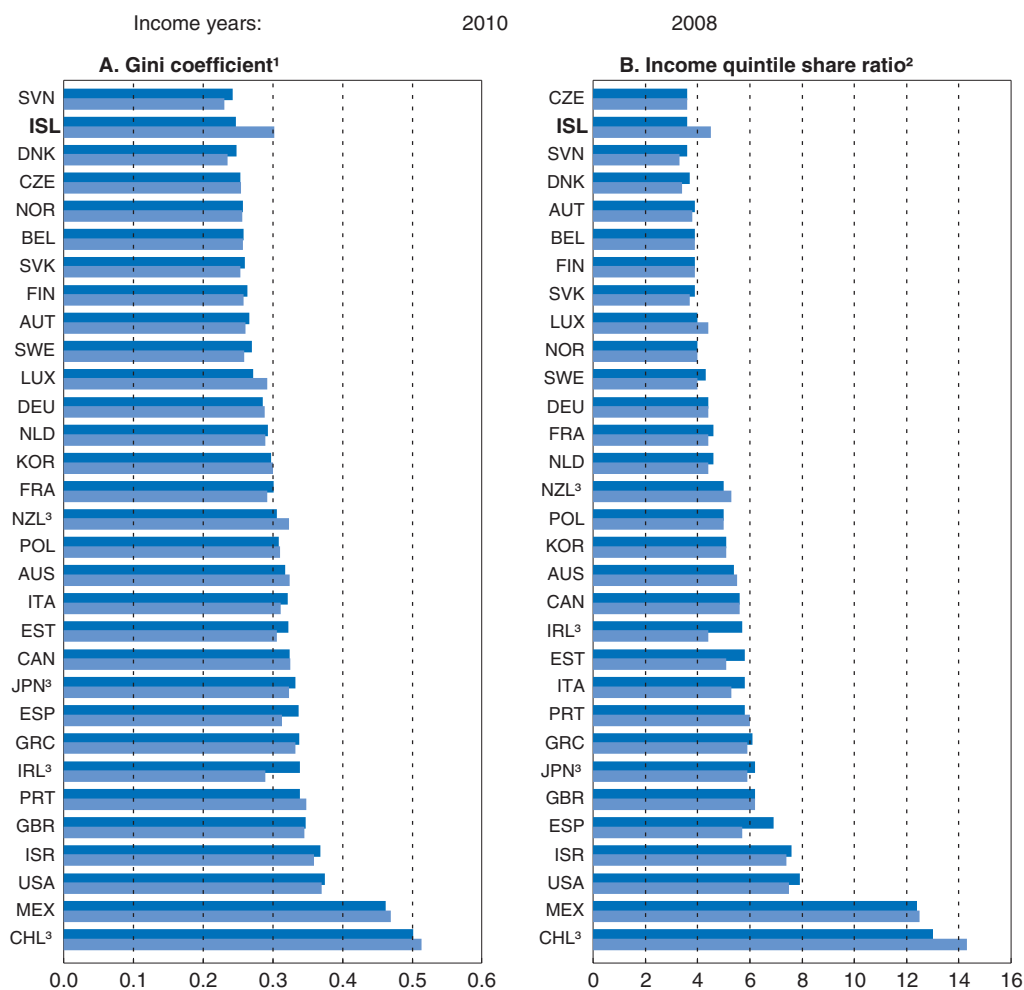 Income years: 2010 2008
A. Gini coefficient¹
SVN
ISL
DNK
CZE
NOR
BEL
SVK
FIN
AUT
SWE
LUX
DEU
NLD
KOR
FRA
NZL³
POL
AUS
ITA
EST
CAN
JPN³
ESP
GRC
IRL³
PRT
GBR
ISR
USA
MEX
CHL³
0.0 0.1 0.2 0.3 0.4 0.5 0.6
B. Income quintile share ratio²
CZE
ISL
SVN
DNK
AUT
BEL
FIN
SVK
LUX
NOR
SWE
DEU
FRA
NLD
NZL³
POL
KOR
AUS
CAN
IRL³
EST
ITA
PRT
GRC
JPN³
GBR
ESP
ISR
USA
MEX
CHL³
0 2 4 6 8 10 12 14 16